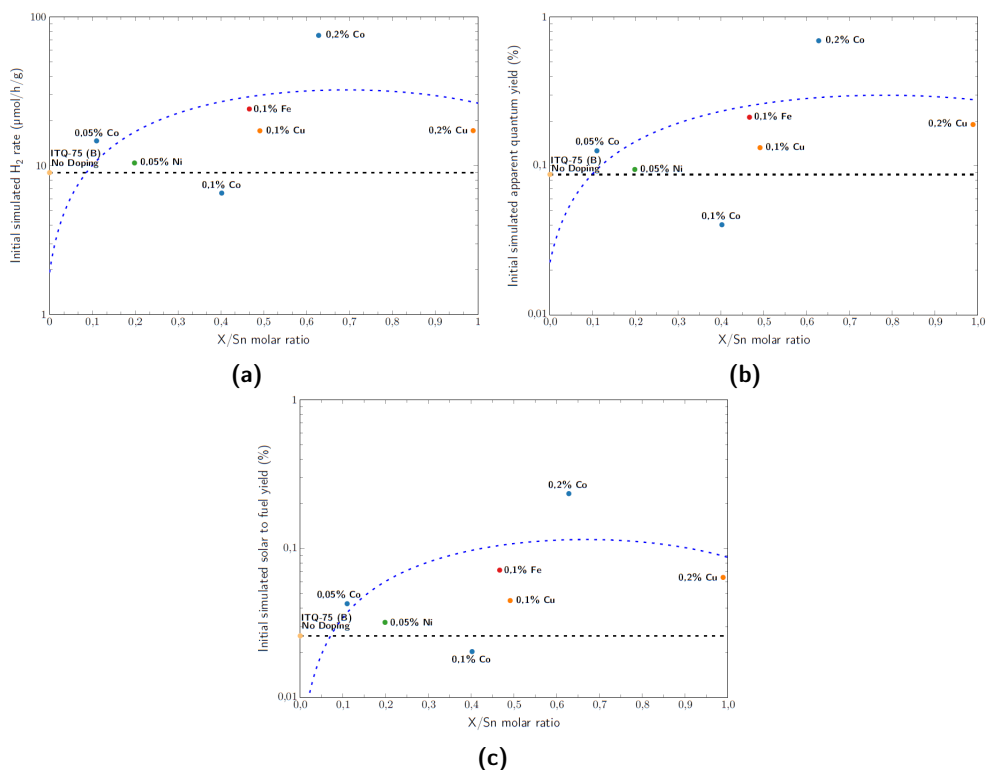 Initial simulated H₂ rate (µmol/h/g)
100
10
1
0,2% Co
0,1% Fe
0,1% Cu
0,2% Cu
0,05% Co
ITQ-75 (B)
No Doping
0,05% Ni
0,1% Co
0 0,1 0,2 0,3 0,4 0,5 0,6 0,7 0,8 0,9 1
X/Sn molar ratio
(a)
Initial simulated apparent quantum yield (%)
1
0,1
0,01
0,2% Co
0,1% Fe
0,2% Cu
0,05% Co
0,1% Cu
ITQ-75 (B)
No Doping
0,05% Ni
0,1% Co
0,0 0,1 0,2 0,3 0,4 0,5 0,6 0,7 0,8 0,9 1,0
X/Sn molar ratio
(b)
Initial simulated solar to fuel yield (%)
1
0,1
0,01
0,2% Co
0,1% Fe
0,2% Cu
0,05% Co
0,1% Cu
ITQ-75 (B)
No Doping
0,05% Ni
0,1% Co
0,0 0,1 0,2 0,3 0,4 0,5 0,6 0,7 0,8 0,9 1,0
X/Sn molar ratio
(c)